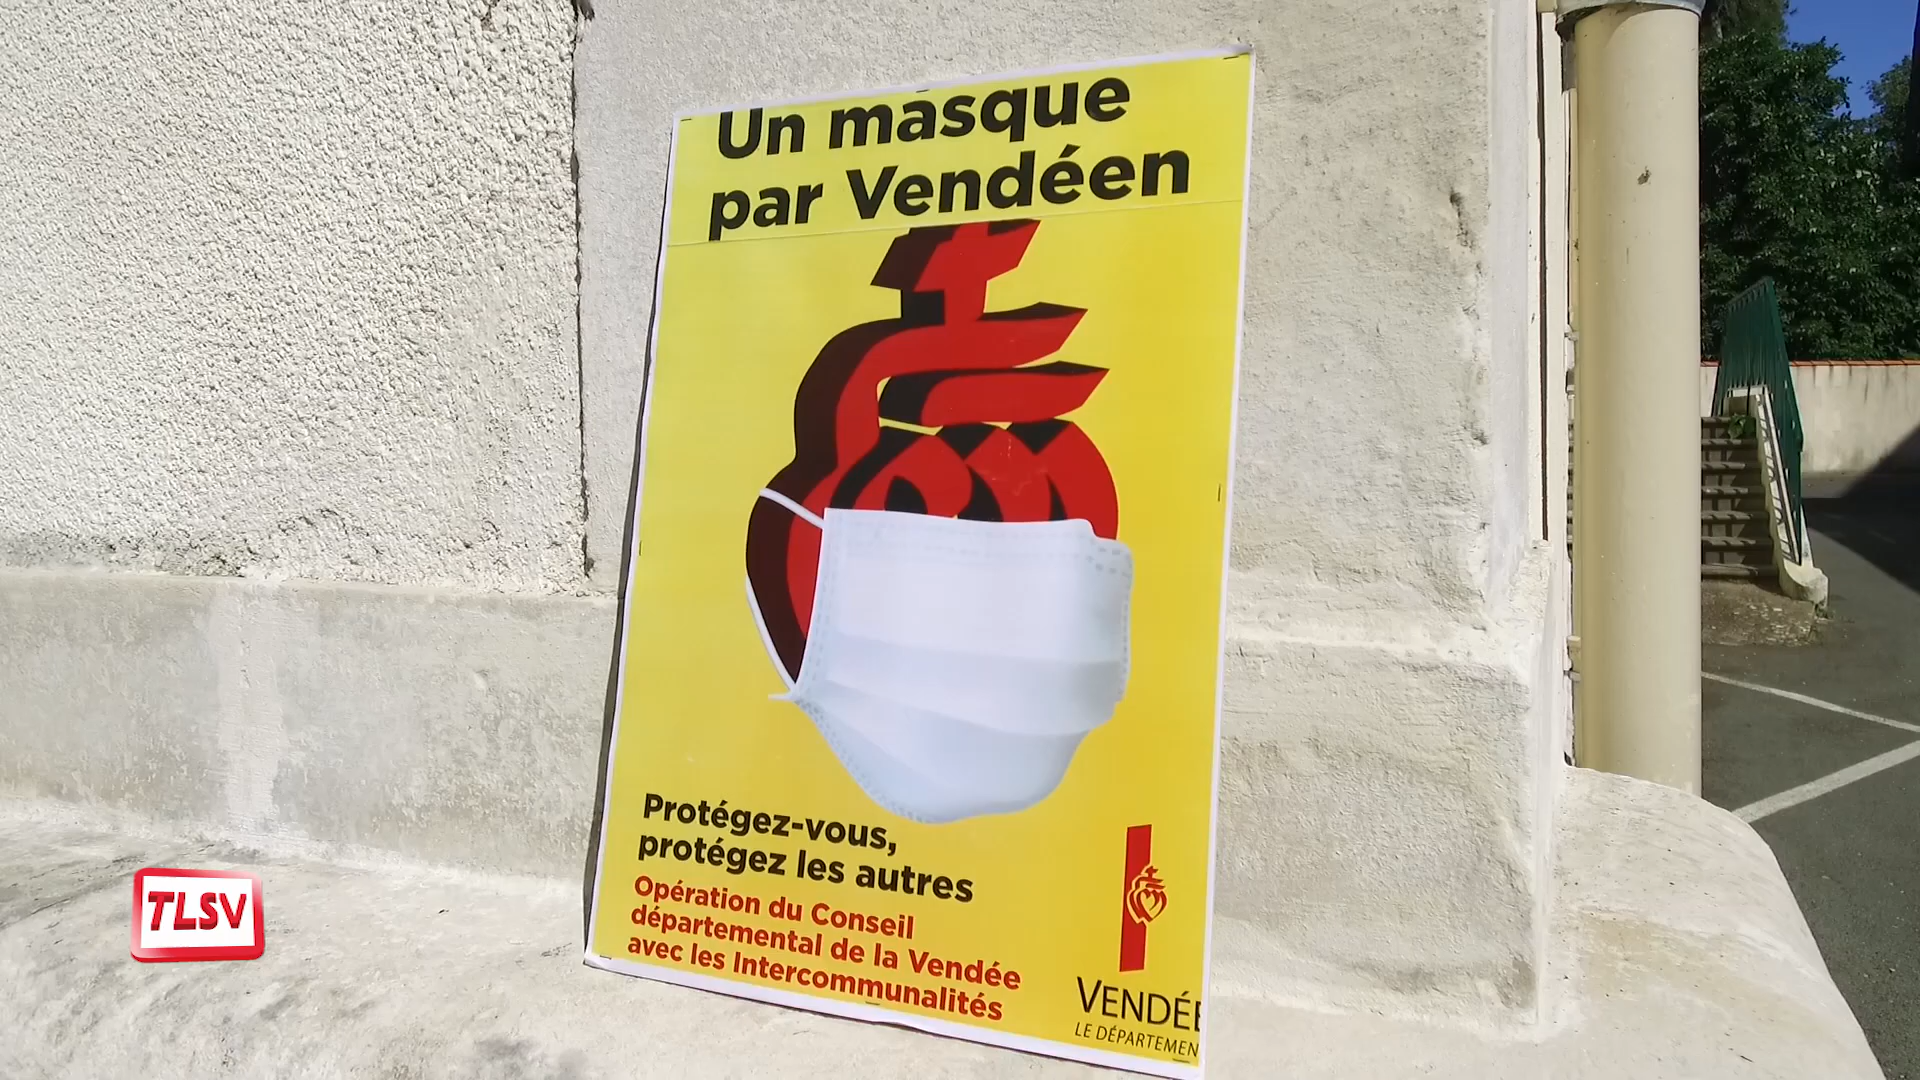 Un masque
par Vendéen
Protégez-vous,
protégez les autres
Opération du Conseil
départemental de la Vendée
avec les Intercommunalités
VENDÉE
LE DÉPARTEMEN
TLSV